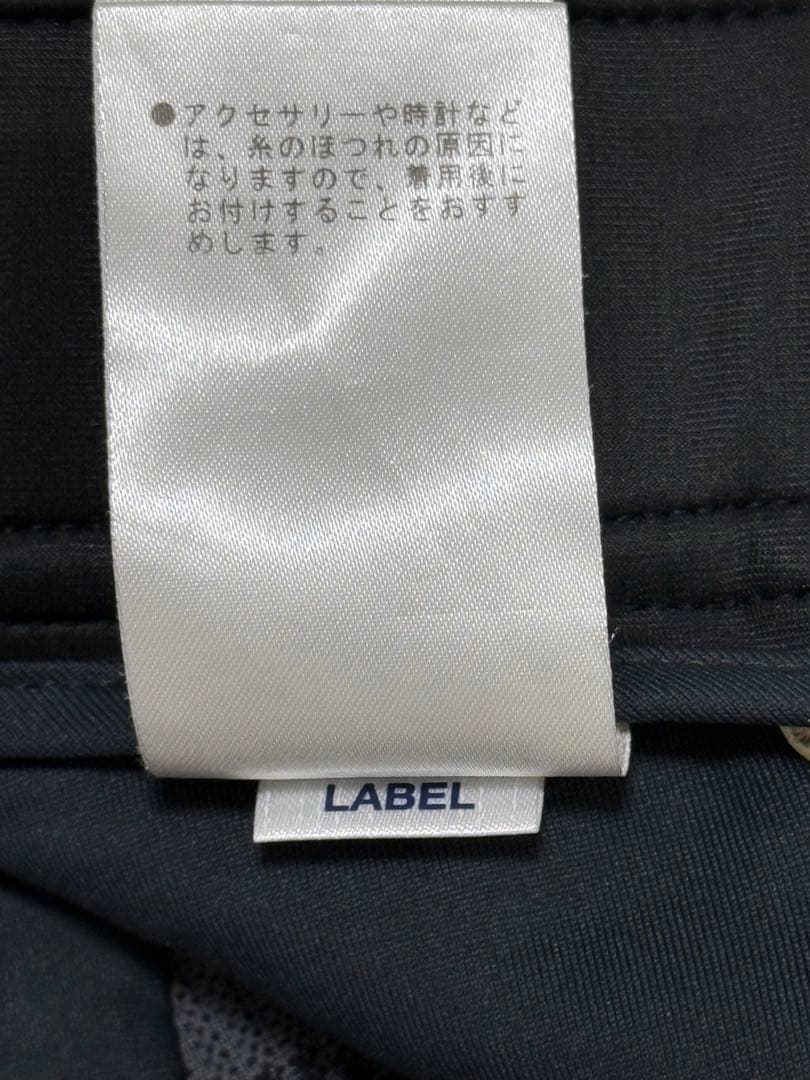 ●アクセサリーや時計など
は、糸のほつれの原因に
なりますので、着用後に
お付けすることをおすす
めします。
LABEL